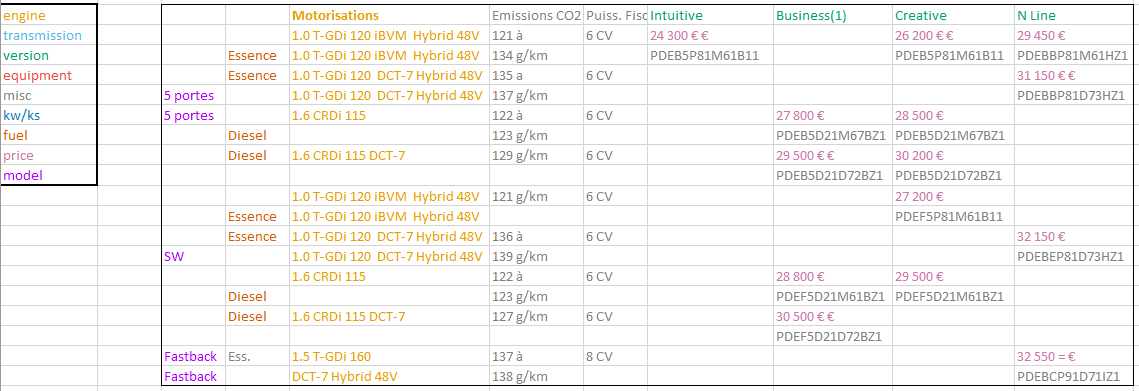 engine Motorisations Emissions CO2 Puiss. Fisc Intuitive Business(1) Creative N Line
transmission 1.0 T-GDi 120 iBVM Hybrid 48V 121 à 6 CV 24 300 € € 26 200 € € 29 450 €
version Essence 1.0 T-GDi 120 iBVM Hybrid 48V 134 g/km PDEB5P81M61B11 PDEB5P81M61B11 PDEBBP81M61HZ1
equipment Essence 1.0 T-GDi 120 DCT-7 Hybrid 48V 135 a 6 CV 31 150 € €
misc 5 portes 1.0 T-GDi 120 DCT-7 Hybrid 48V 137 g/km PDEBBP81D73HZ1
kw/ks 5 portes 1.6 CRDi 115 122 à 6 CV 27 800 € 28 500 €
fuel Diesel 123 g/km PDEB5D21M67BZ1 PDEB5D21M67BZ1
price Diesel 1.6 CRDi 115 DCT-7 129 g/km 6 CV 29 500 € € 30 200 €
model PDEB5D21D72BZ1 PDEB5D21D72BZ1
1.0 T-GDi 120 iBVM Hybrid 48V 121 g/km 6 CV 27 200 €
Essence 1.0 T-GDi 120 iBVM Hybrid 48V PDEF5P81M61B11
Essence 1.0 T-GDi 120 DCT-7 Hybrid 48V 136 à 6 CV 32 150 €
SW 1.0 T-GDi 120 DCT-7 Hybrid 48V 139 g/km PDEBEP81D73HZ1
1.6 CRDi 115 122 à 6 CV 28 800 € 29 500 €
Diesel 123 g/km PDEF5D21M61BZ1 PDEF5D21M61BZ1
Diesel 1.6 CRDi 115 DCT-7 127 g/km 6 CV 30 500 € €
PDEF5D21D72BZ1
Fastback Ess. 1.5 T-GDi 160 137 à 8 CV 32 550 = €
Fastback DCT-7 Hybrid 48V 138 g/km PDEBCP91D71IZ1